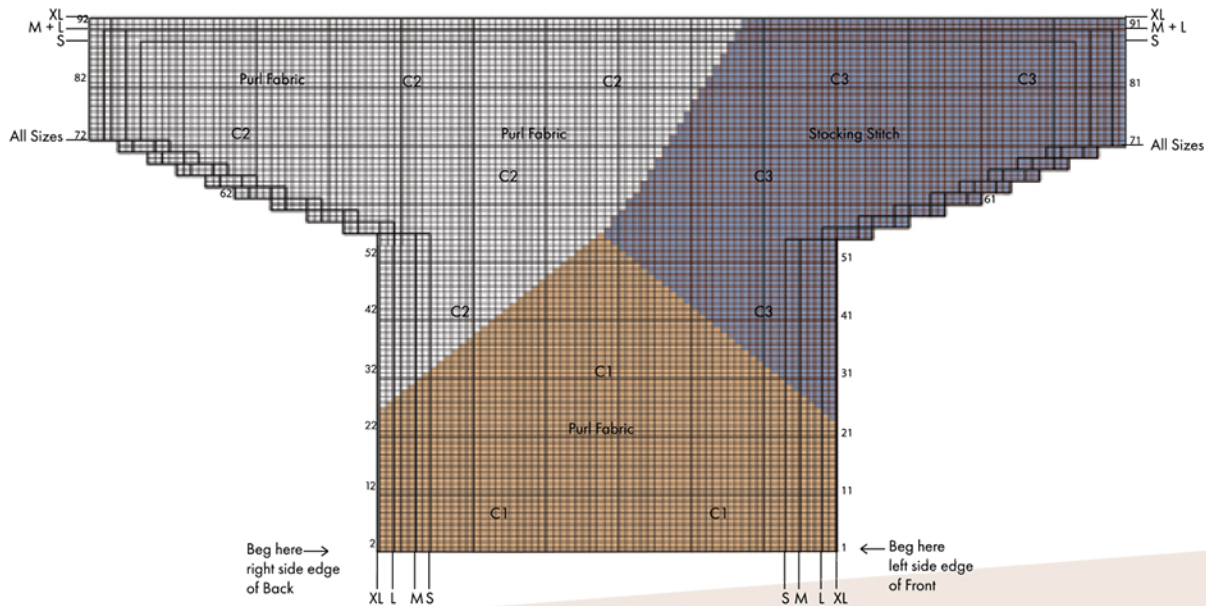 XL 92 91 XL
M + L M + L
S S
82 Purl Fabric C2 C2 C3 C3 81
All Sizes 72 C2 Purl Fabric Stocking Stitch 71 All Sizes
C2 C3
62 61
52 51
42 C2 C3 41
32 C1 31
22 Purl Fabric 21
12 11
C1 C1
2 1
Beg here → ← Beg here
right side edge left side edge
of Back of Front
XL L M S S M L XL